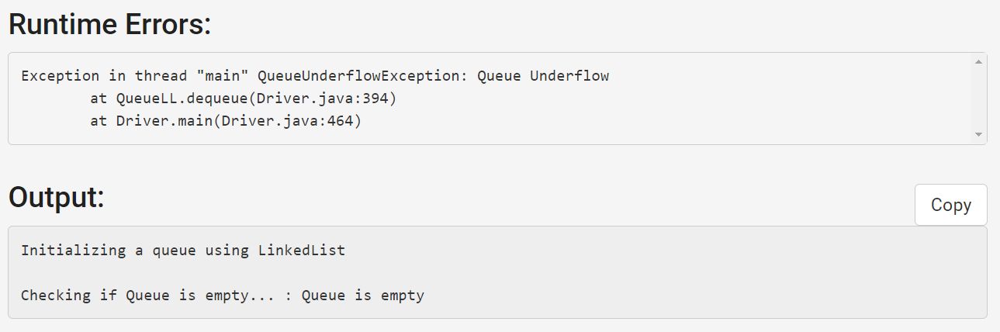 Runtime Errors:
Exception in thread "main" QueueUnderflowException: Queue Underflow
        at QueueLL.dequeue(Driver.java:394)
        at Driver.main(Driver.java:464)
Output:
Copy
Initializing a queue using LinkedList
Checking if Queue is empty... : Queue is empty